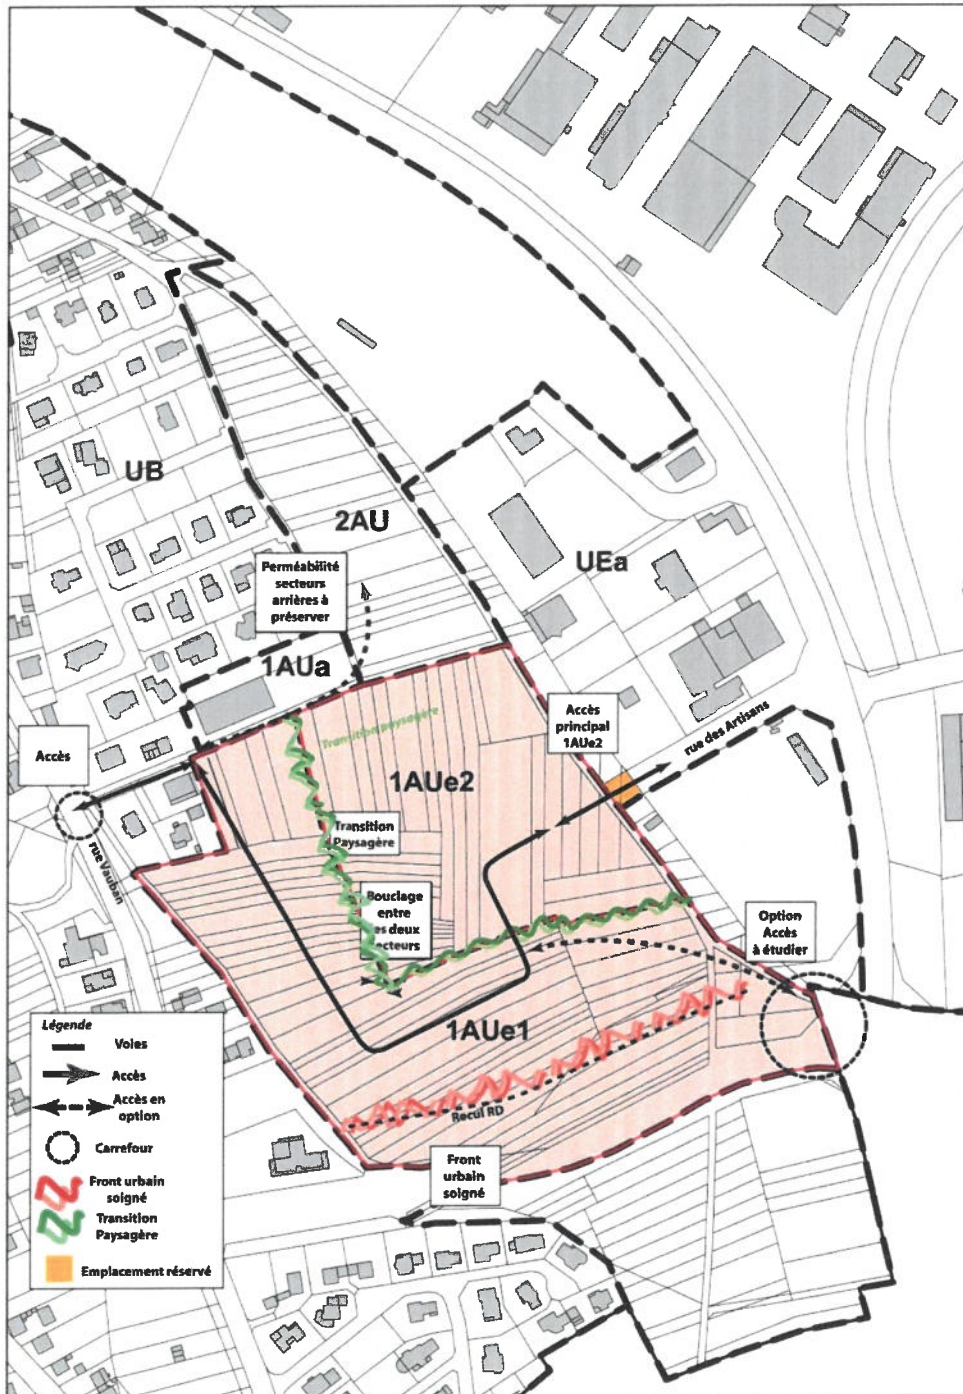 UB
2AU
UEa
Perméabilité
secteurs
arrières à
préserver
1AUa
Accès
principal
1AUe2
rue des Artisans
Accès
Transition paysagère
1AUe2
Transition
Paysagère
rue Vauban
Bouclage
entre
es deux
ecteurs
Option
Accès
à étudier
1AUe1
Recul RD
Front
urbain
soigné
Légende
Voies
Accès
Accès en
option
Carrefour
Front urbain
soigné
Transition
Paysagère
Emplacement réservé